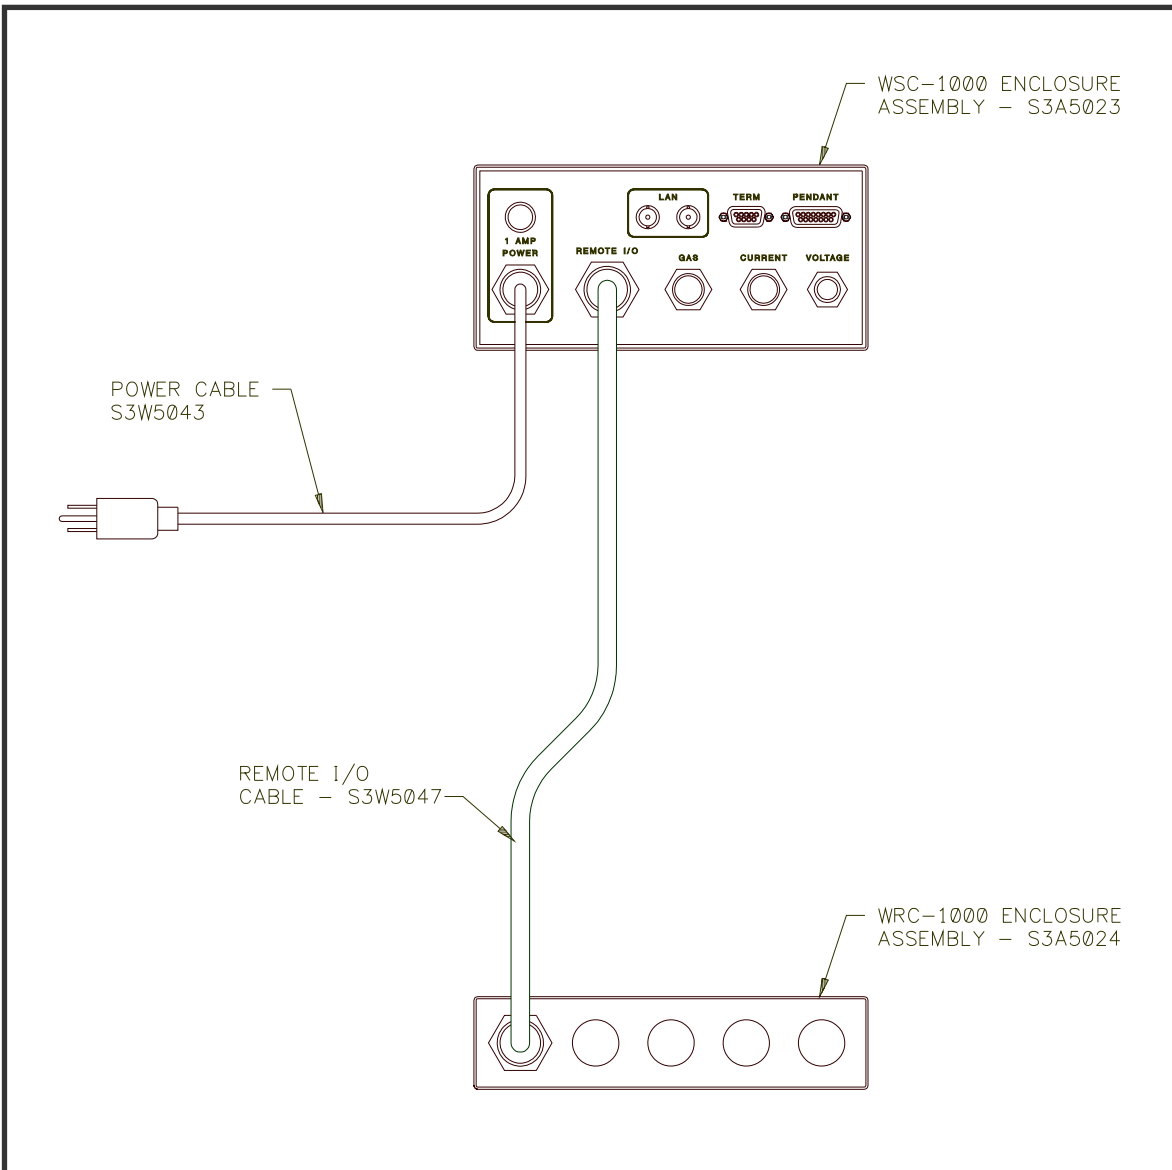 WSC-1000 ENCLOSURE
ASSEMBLY - S3A5023
LAN
TERM
PENDANT
1 AMP
POWER
REMOTE I/O
GAS
CURRENT
VOLTAGE
POWER CABLE
S3W5043
REMOTE I/O
CABLE - S3W5047
WRC-1000 ENCLOSURE
ASSEMBLY - S3A5024